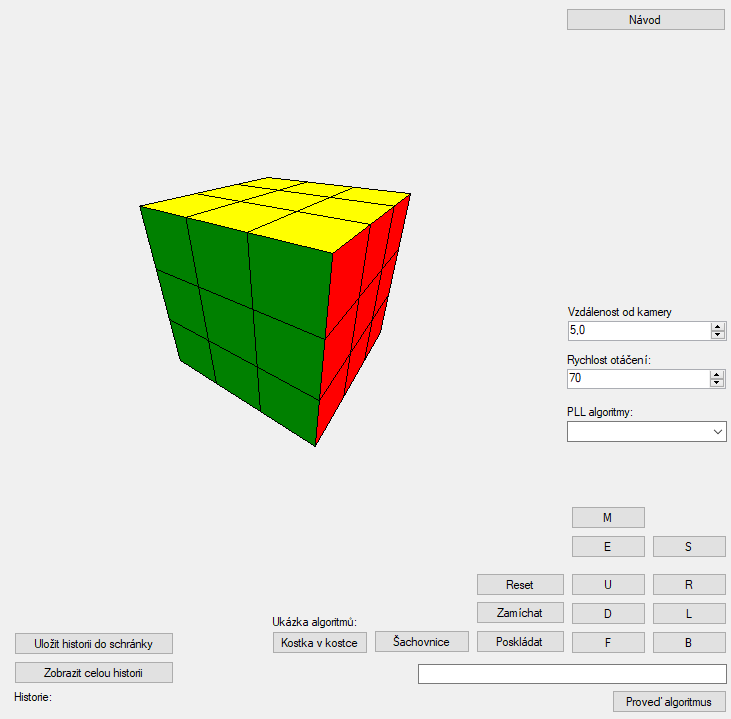 Návod
Vzdálenost od kamery
5,0
Rychlost otáčení:
70
PLL algoritmy:
M
E
S
Reset
U
R
Zamíchat
D
L
Ukázka algoritmů:
Kostka v kostce
Šachovnice
Poskládat
F
B
Uložit historii do schránky
Zobrazit celou historii
Historie:
Proveď algoritmus